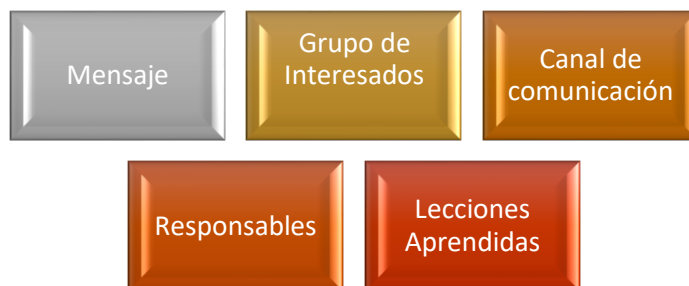 Mensaje
Grupo de
Interesados
Canal de
comunicación
Responsables
Lecciones
Aprendidas